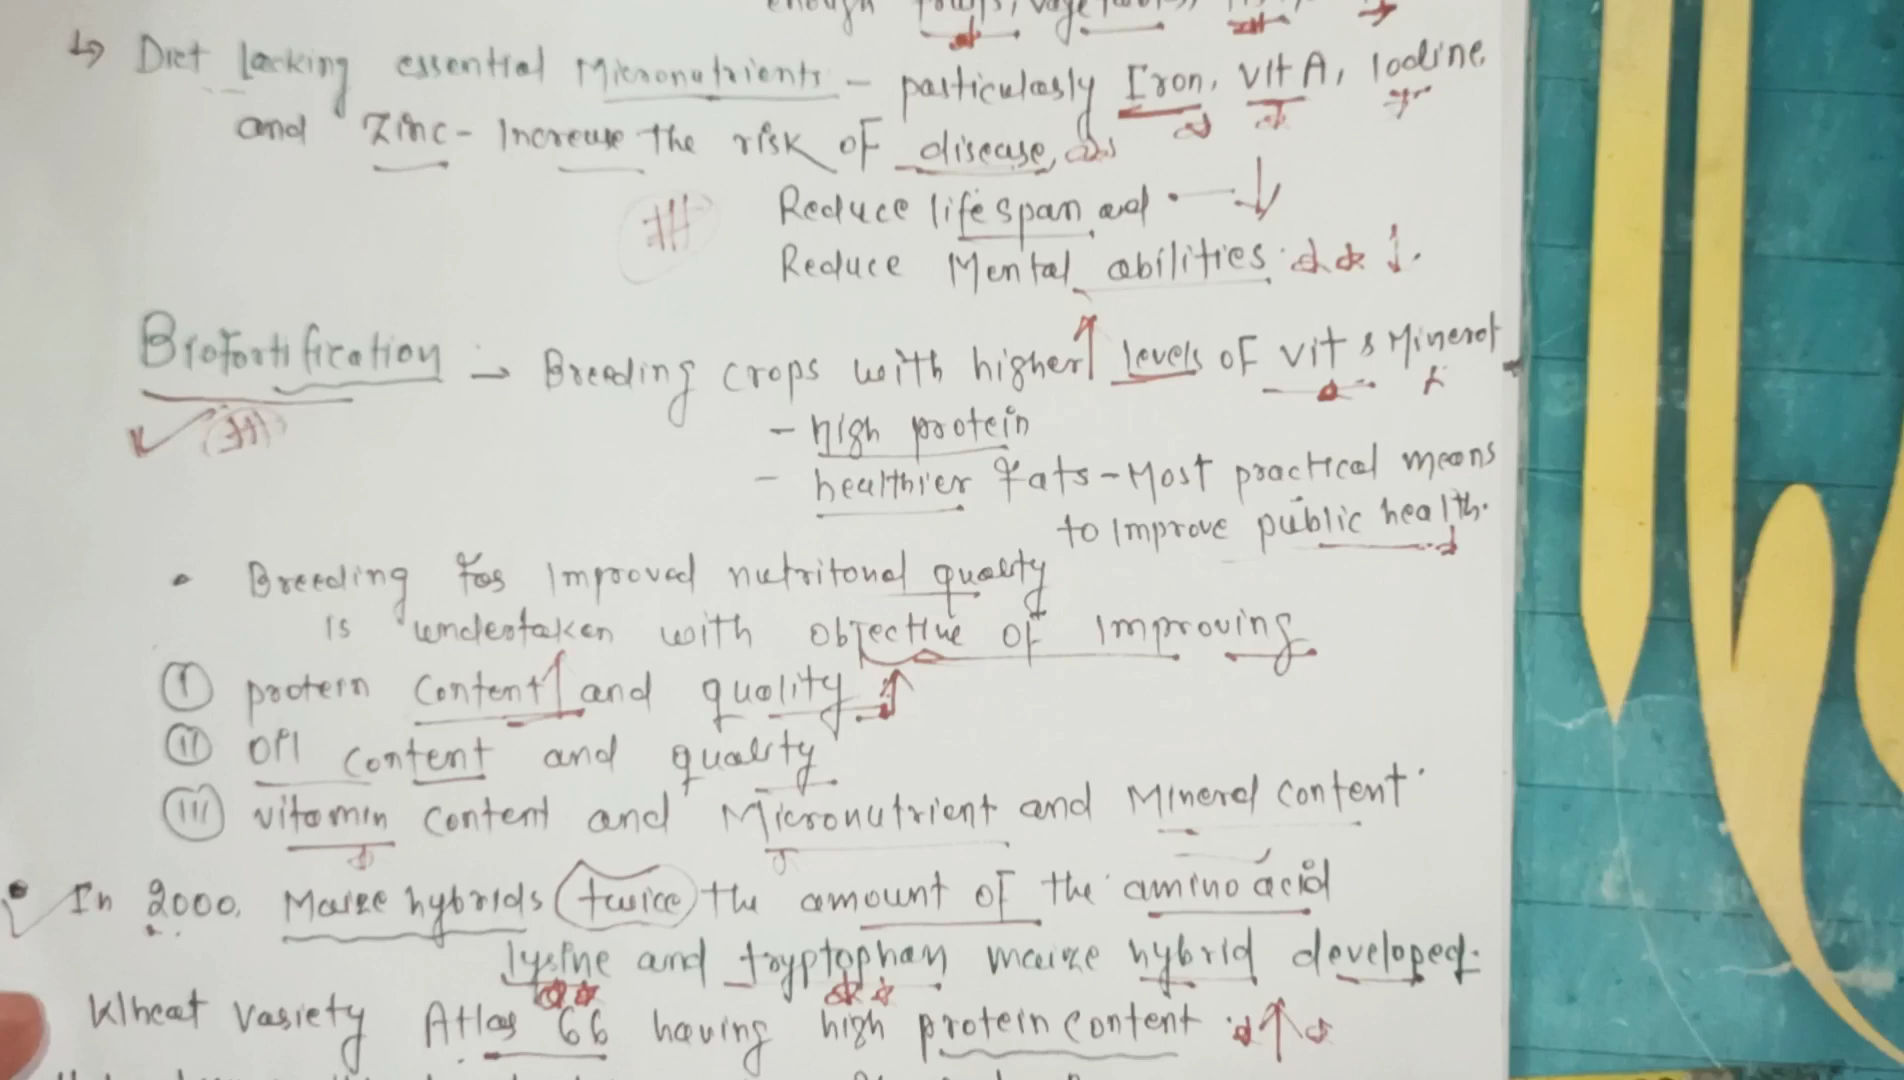 enough
↳ Diet lacking essential Micronutrients - particularly Iron, Vit A, Iodine,
and Zinc - Increase the risk of disease,
Reduce lifespan and
Reduce Mental abilities
Biofortification → Breeding crops with higher levels of vit & Mineral
- high protein
- healthier fats - Most practical means
to Improve public health.
• Breeding for Improved nutritonal quality
is undertaken with objective of Improving
(I) protein content and quality
(II) Oil content and quality
(III) vitamin content and Micronutrient and Mineral content.
• In 2000, Maize hybrids twice the amount of the amino acid
lysine and tryptophan maize hybrid developed.
Wheat variety Atlas 66 having high protein content